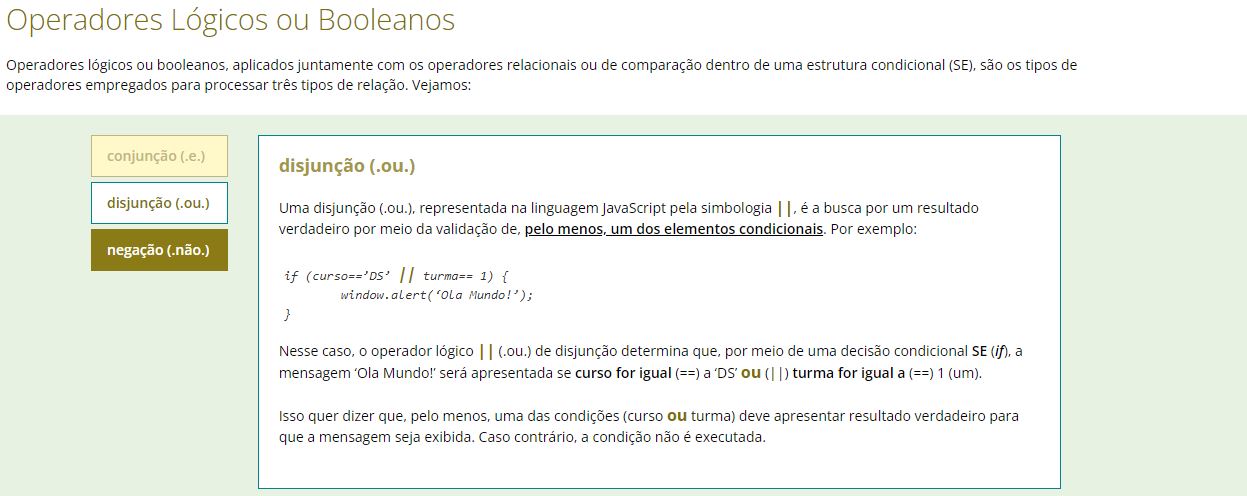 Operadores Lógicos ou Booleanos
Operadores lógicos ou booleanos, aplicados juntamente com os operadores relacionais ou de comparação dentro de uma estrutura condicional (SE), são os tipos de
operadores empregados para processar três tipos de relação. Vejamos:
conjunção (.e.)
disjunção (.ou.)
negação (.não.)
disjunção (.ou.)
Uma disjunção (.ou.), representada na linguagem JavaScript pela simbologia ||, é a busca por um resultado
verdadeiro por meio da validação de, pelo menos, um dos elementos condicionais. Por exemplo:
if (curso==’DS’ || turma== 1) {
window.alert(‘Ola Mundo!’);
}
Nesse caso, o operador lógico || (.ou.) de disjunção determina que, por meio de uma decisão condicional SE (if), a
mensagem ‘Ola Mundo!’ será apresentada se curso for igual (==) a ‘DS’ ou (||) turma for igual a (==) 1 (um).
Isso quer dizer que, pelo menos, uma das condições (curso ou turma) deve apresentar resultado verdadeiro para
que a mensagem seja exibida. Caso contrário, a condição não é executada.